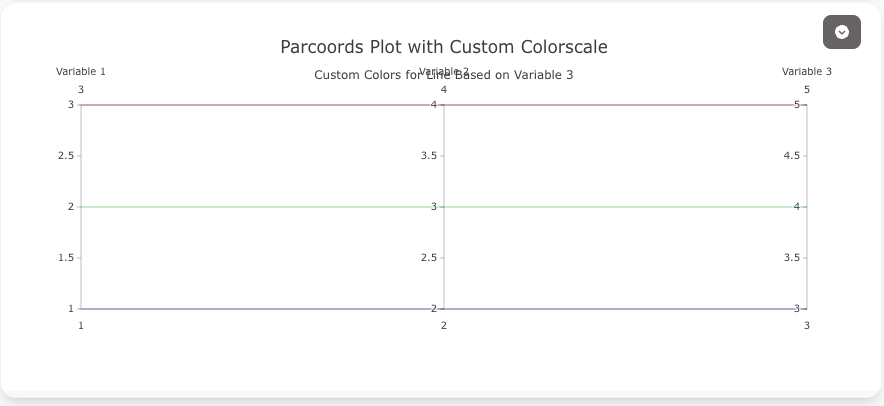 Parcoords Plot with Custom Colorscale
Custom Colors for Line Based on Variable 3
Variable 1 Variable 2 Variable 3
3 4 5
3 4 5
2.5 3.5 4.5
2 3 4
1.5 2.5 3.5
1 2 3
1 2 3